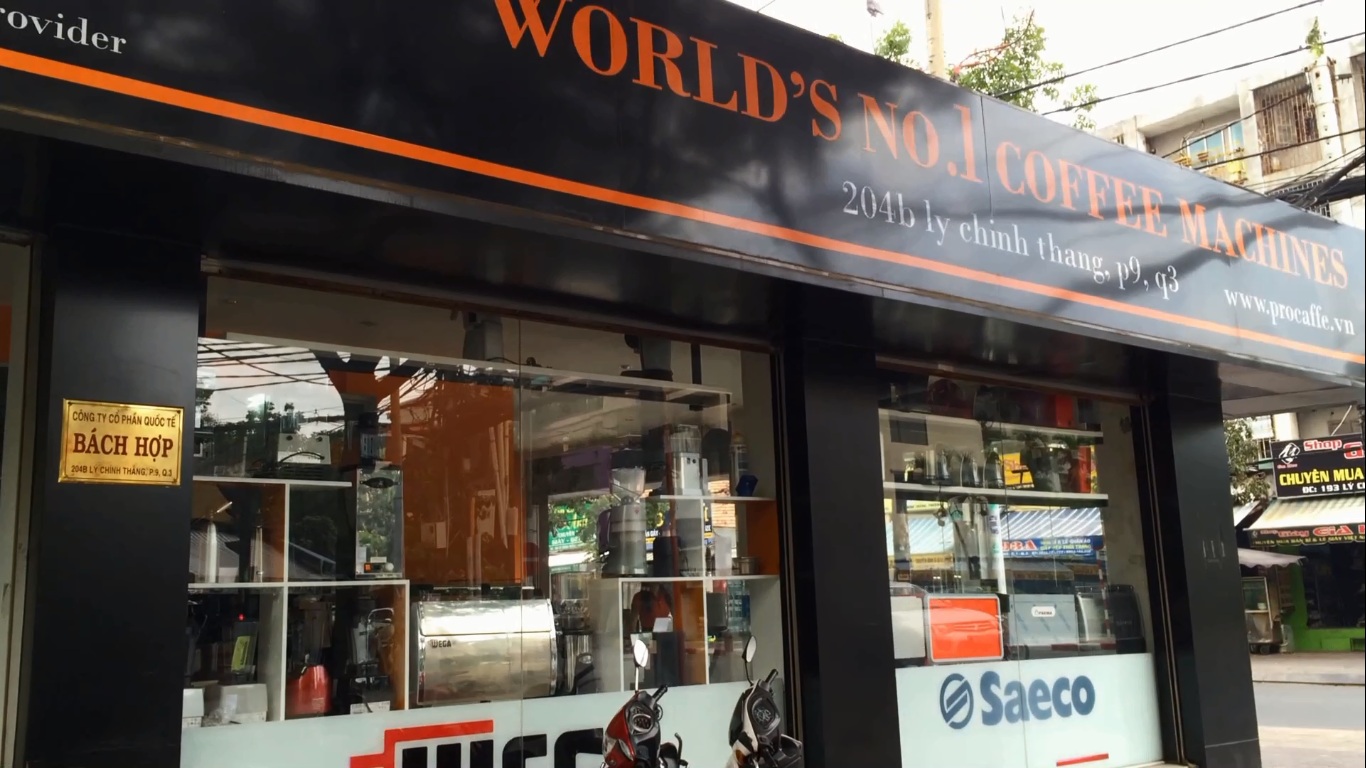 rovider
WORLD'S NO.1 COFFEE MACHINES
204b ly chinh thang, p9, q3
www.procaffe.vn
CÔNG TY CỔ PHẦN QUỐC TẾ
BÁCH HỢP
204B LÝ CHÍNH THẮNG, P.9, Q.3
WEGA
Saeco
Shop
CHUYÊN MUA
ĐC: 193 LÝ C